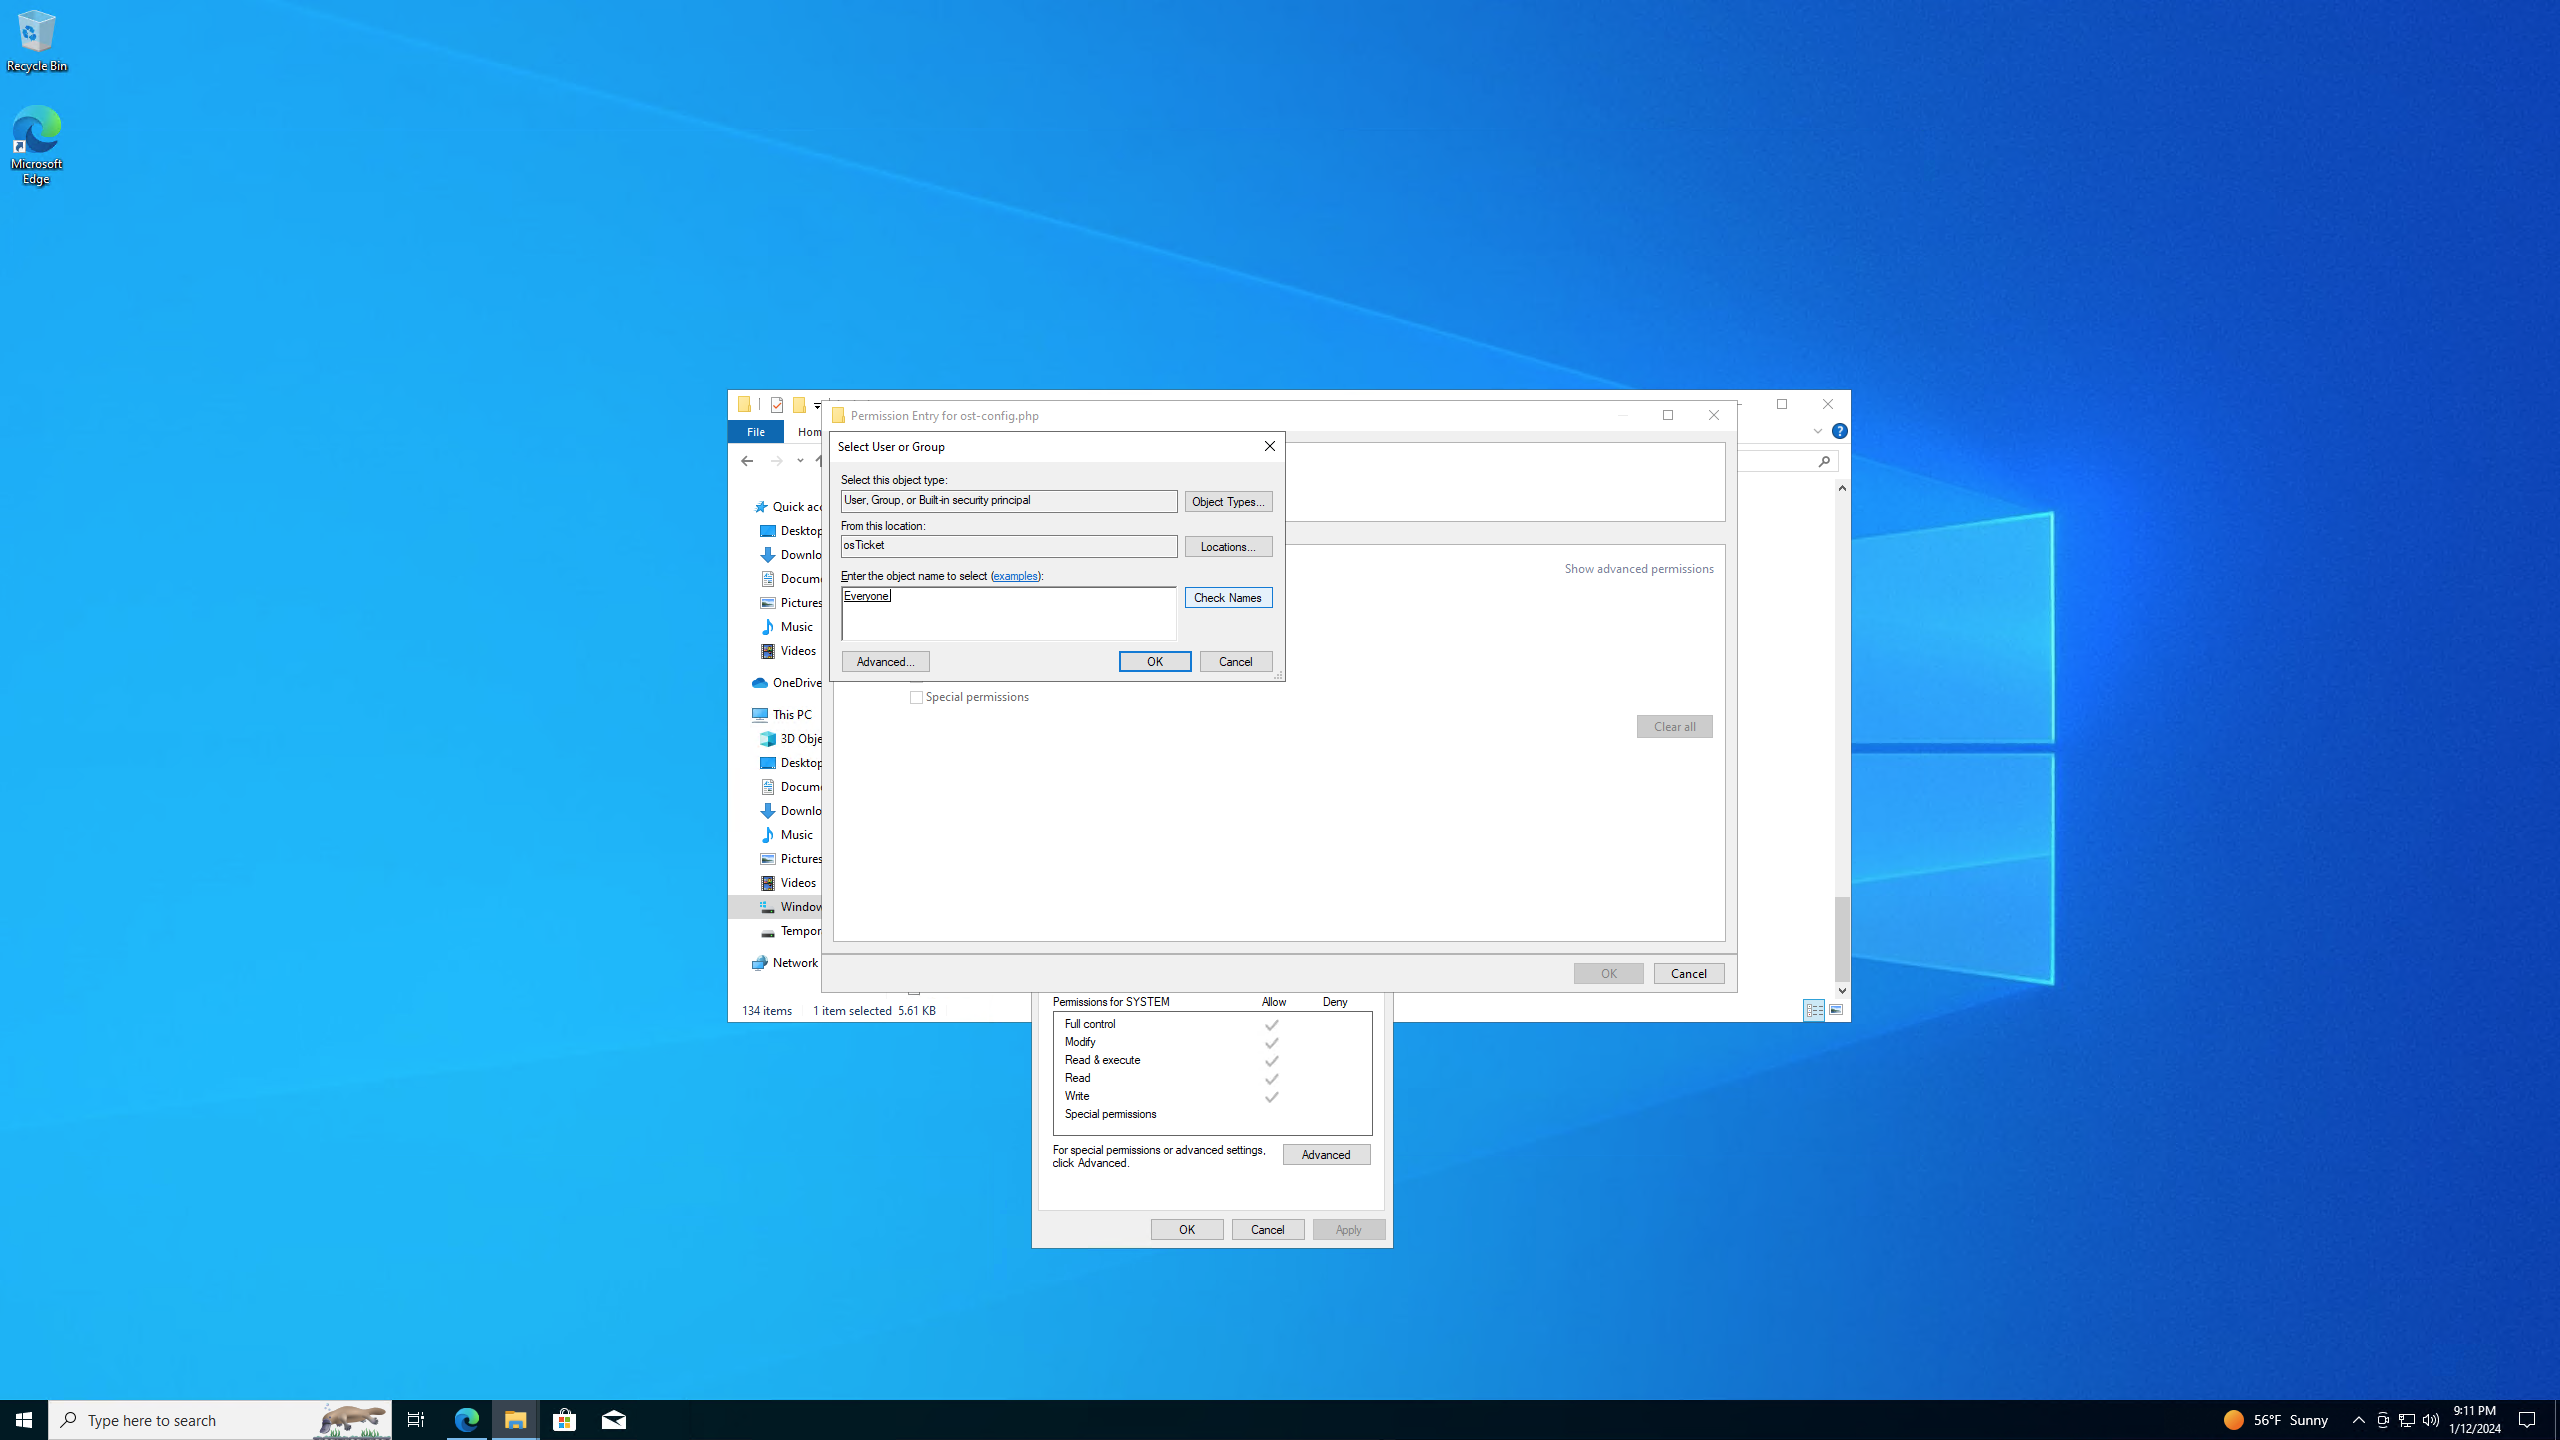 Recycle Bin
Microsoft
Edge
Permission Entry for ost-config.php
File
Hom
Select User or Group
Select this object type:
User, Group, or Built-in security principal
Object Types...
From this location:
osTicket
Locations...
Enter the object name to select (examples):
Everyone
Check Names
Advanced...
OK
Cancel
Show advanced permissions
Special permissions
Clear all
OK
Cancel
Quick acc
Desktop
Downlo
Docume
Pictures
Music
Videos
OneDrive
This PC
3D Obje
Desktop
Docume
Downlo
Music
Pictures
Videos
Window
Tempor
Network
134 items
1 item selected 5.61 KB
Permissions for SYSTEM
Allow
Deny
Full control
Modify
Read & execute
Read
Write
Special permissions
For special permissions or advanced settings,
click Advanced.
Advanced
OK
Cancel
Apply
Type here to search
56°F Sunny
9:11 PM
1/12/2024